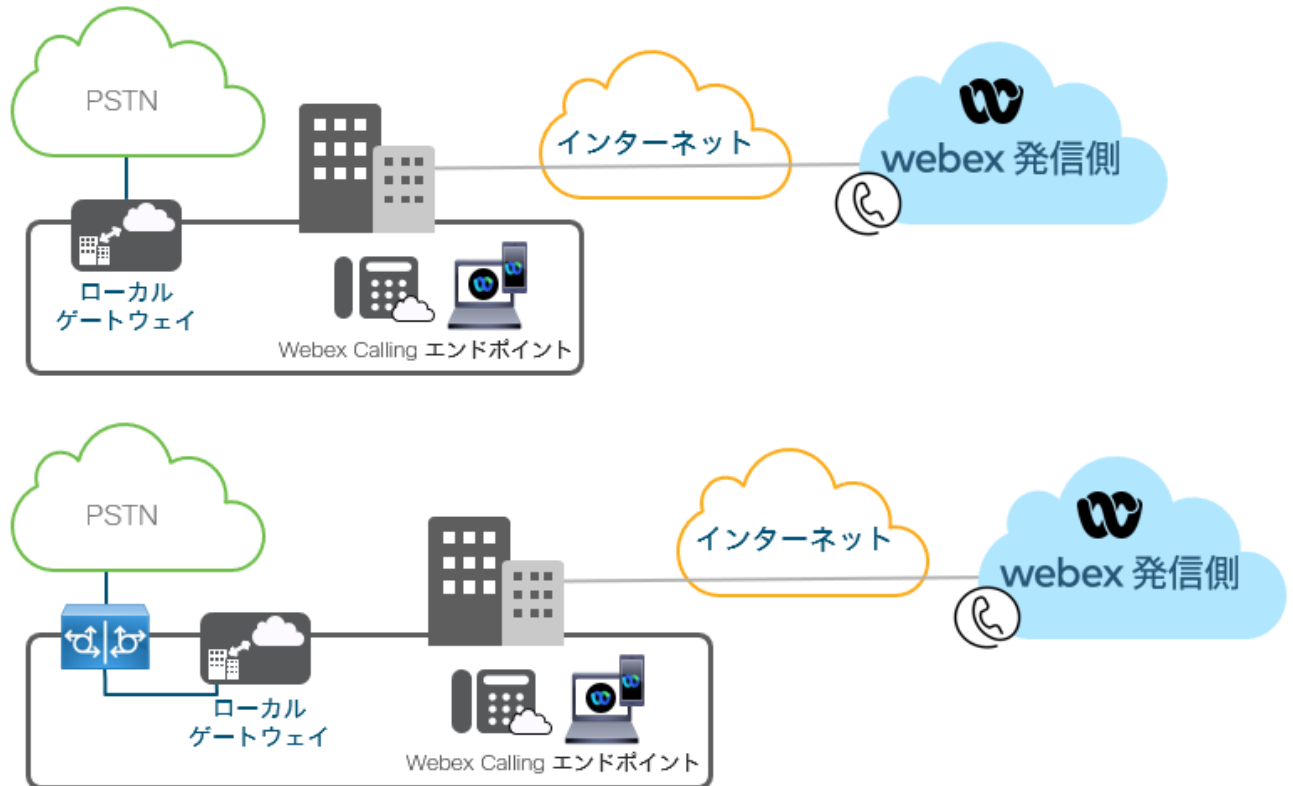 PSTN
インターネット
webex 発信側
ローカル
ゲートウェイ
Webex Calling エンドポイント
PSTN
インターネット
webex 発信側
ローカル
ゲートウェイ
Webex Calling エンドポイント